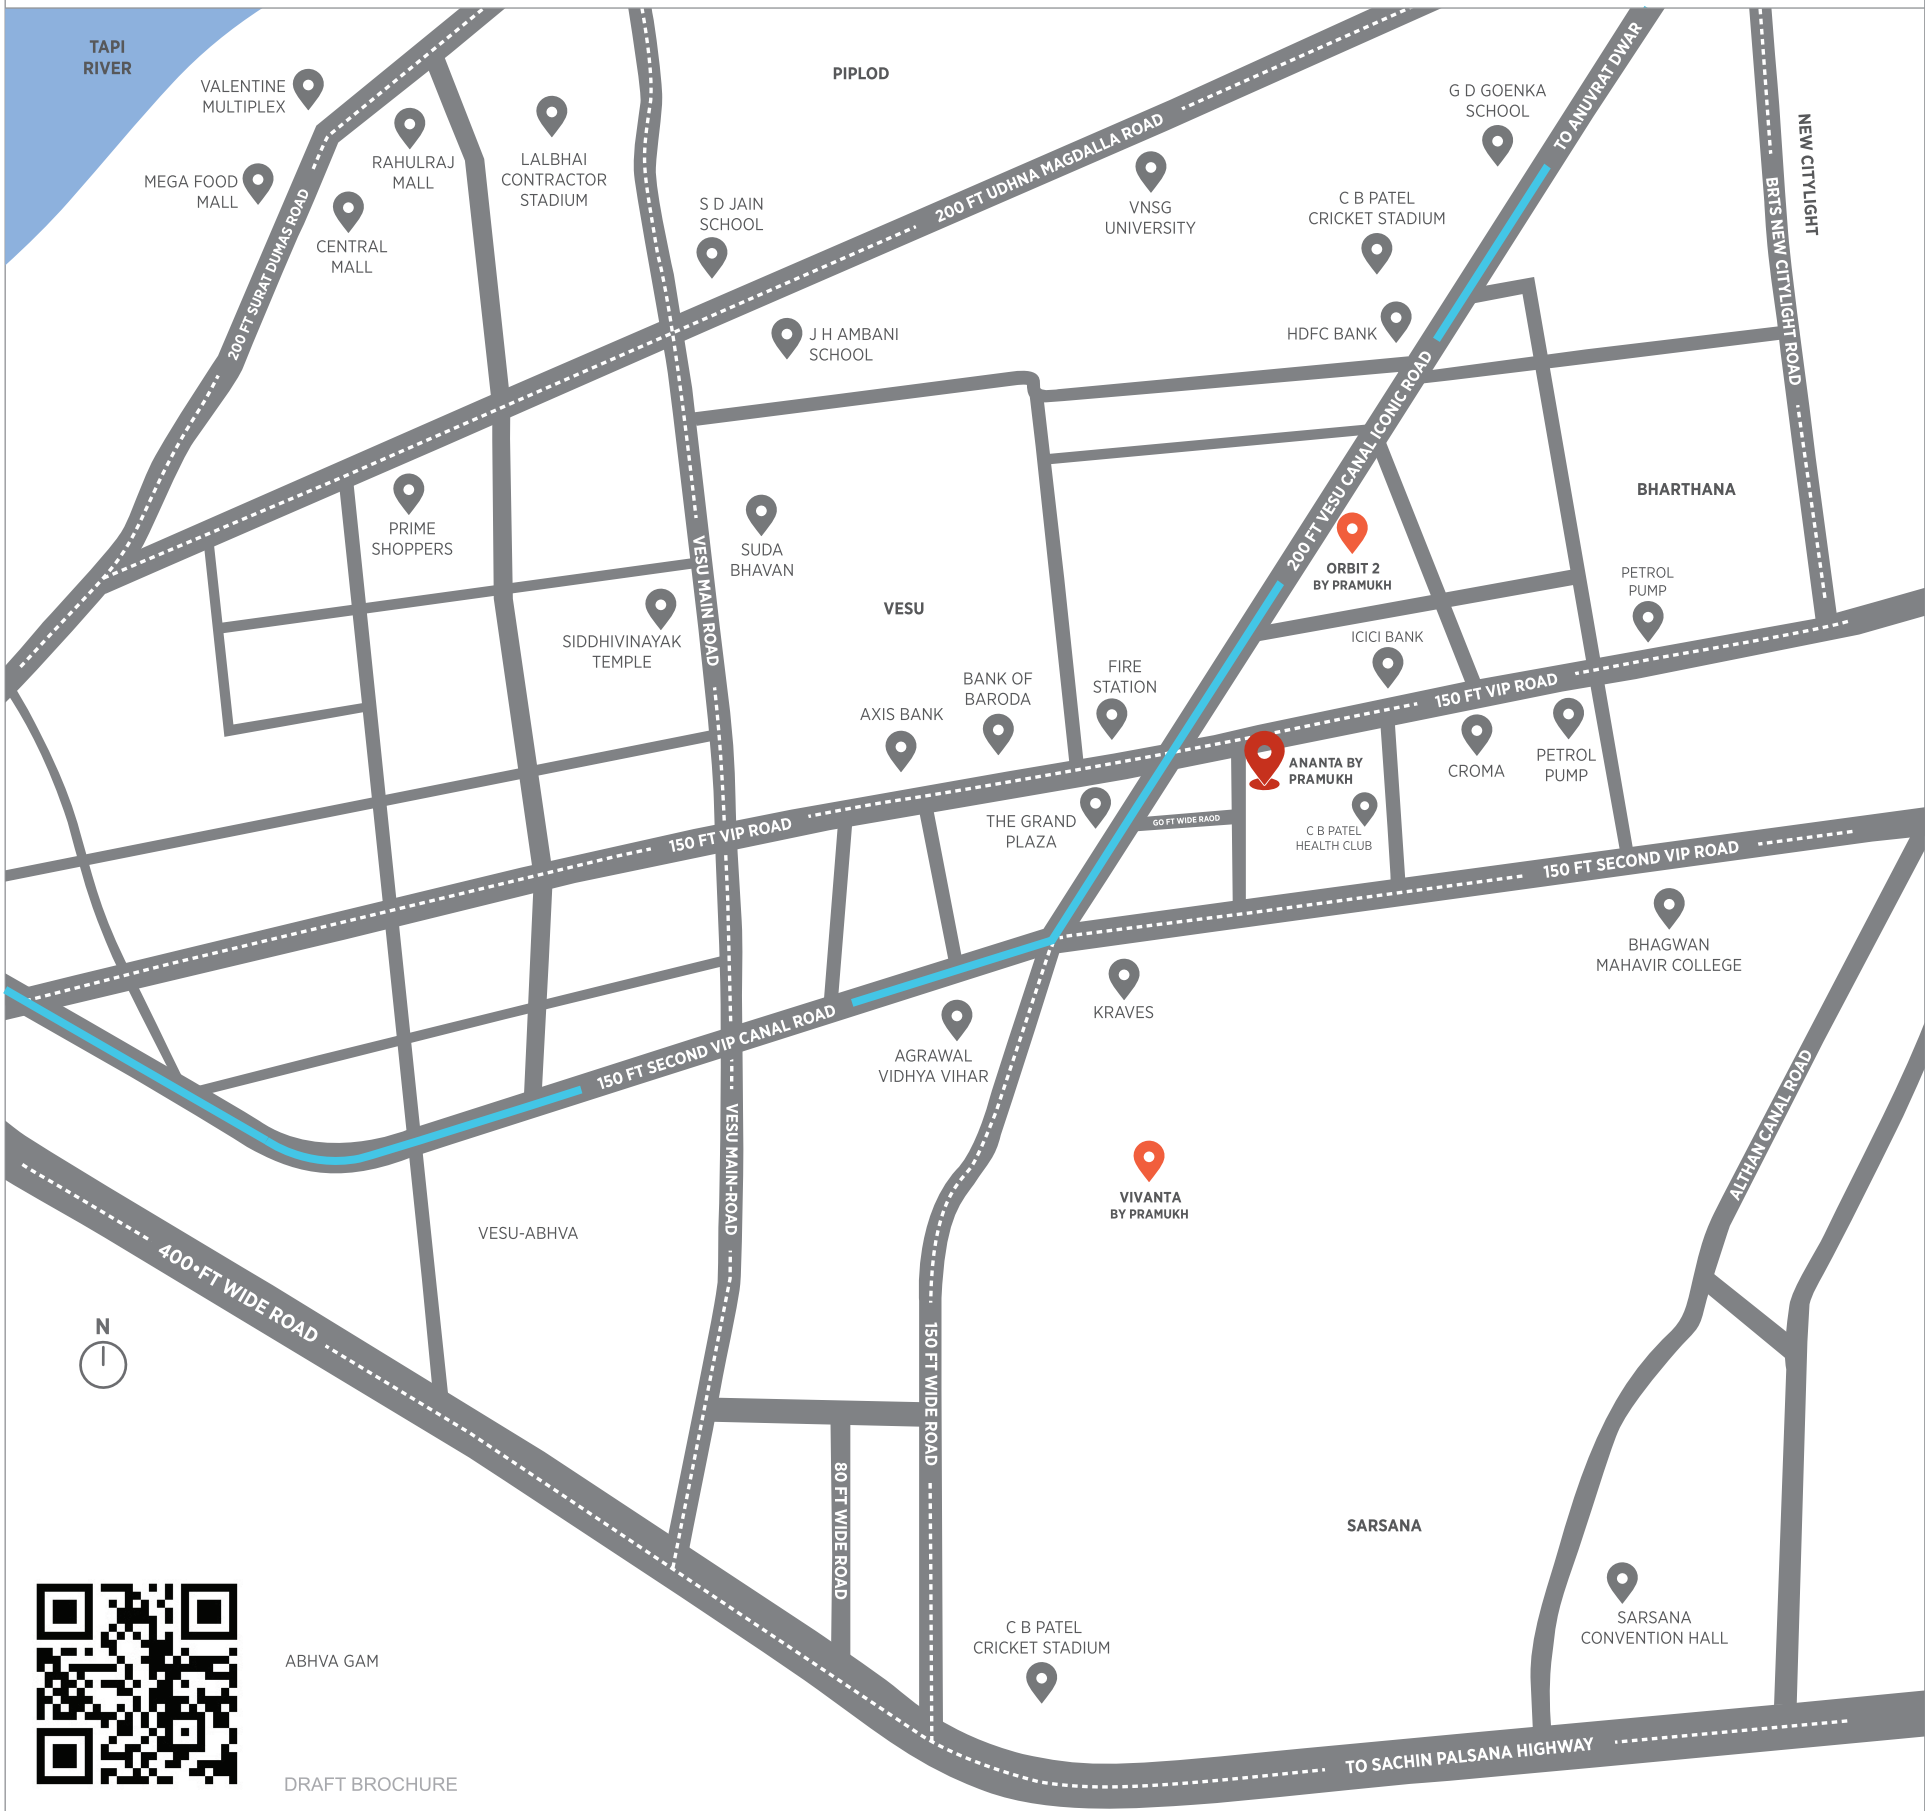 TAPI
RIVER
VALENTINE
MULTIPLEX
PIPLOD
G D GOENKA
SCHOOL
TO ANUVRAT DWAR
NEW CITYLIGHT
MEGA FOOD
MALL
RAHULRAJ
MALL
LALBHAI
CONTRACTOR
STADIUM
200 FT UDHNA MAGDALLA ROAD
CENTRAL
MALL
S D JAIN
SCHOOL
VNSG
UNIVERSITY
C B PATEL
CRICKET STADIUM
BRTS NEW CITYLIGHT ROAD
200 FT SURAT DUMAS ROAD
J H AMBANI
SCHOOL
HDFC BANK
200 FT VESU CANAL ICONIC ROAD
BHARTHANA
PRIME
SHOPPERS
SUDA
BHAVAN
VESU MAIN ROAD
ORBIT 2
BY PRAMUKH
PETROL
PUMP
VESU
SIDDHIVINAYAK
TEMPLE
ICICI BANK
FIRE
STATION
BANK OF
BARODA
AXIS BANK
150 FT VIP ROAD
ANANTA BY
PRAMUKH
CROMA
PETROL
PUMP
150 FT VIP ROAD
THE GRAND
PLAZA
GO FT WIDE RAOD
C B PATEL
HEALTH CLUB
150 FT SECOND VIP ROAD
BHAGWAN
MAHAVIR COLLEGE
KRAVES
150 FT SECOND VIP CANAL ROAD
AGRAWAL
VIDHYA VIHAR
ALTHAN CANAL ROAD
VESU MAIN-ROAD
VIVANTA
BY PRAMUKH
VESU-ABHVA
400•FT WIDE ROAD
N
150 FT WIDE ROAD
80 FT WIDE ROAD
SARSANA
SARSANA
CONVENTION HALL
C B PATEL
CRICKET STADIUM
ABHVA GAM
TO SACHIN PALSANA HIGHWAY
DRAFT BROCHURE